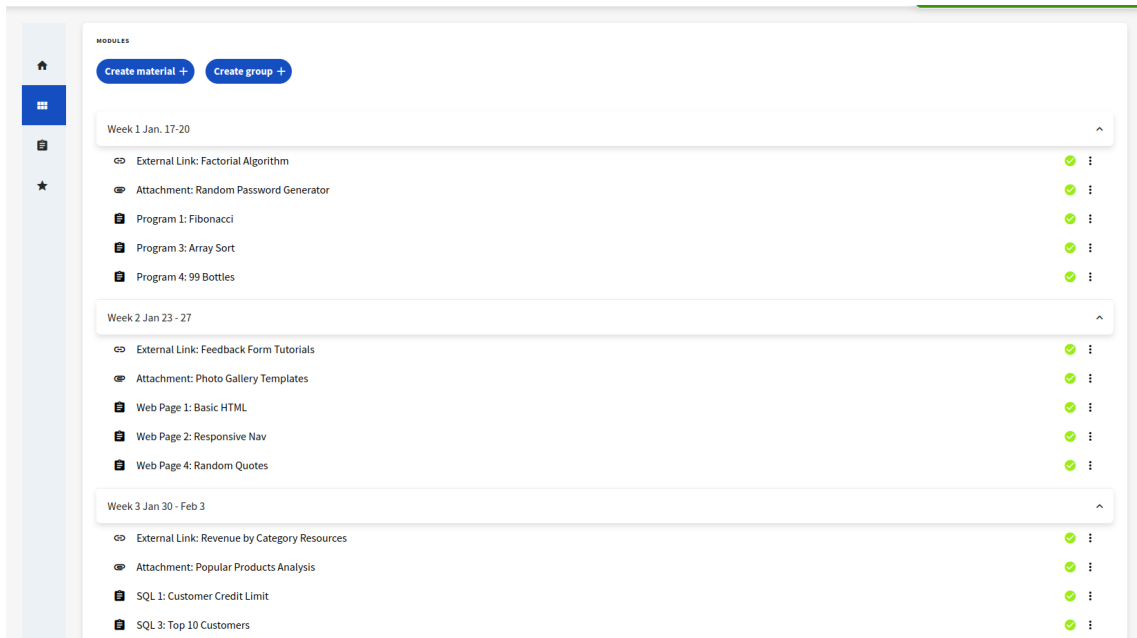 MODULES
Create material +
Create group +
Week 1 Jan. 17-20
External Link: Factorial Algorithm
Attachment: Random Password Generator
Program 1: Fibonacci
Program 3: Array Sort
Program 4: 99 Bottles
Week 2 Jan 23 - 27
External Link: Feedback Form Tutorials
Attachment: Photo Gallery Templates
Web Page 1: Basic HTML
Web Page 2: Responsive Nav
Web Page 4: Random Quotes
Week 3 Jan 30 - Feb 3
External Link: Revenue by Category Resources
Attachment: Popular Products Analysis
SQL 1: Customer Credit Limit
SQL 3: Top 10 Customers